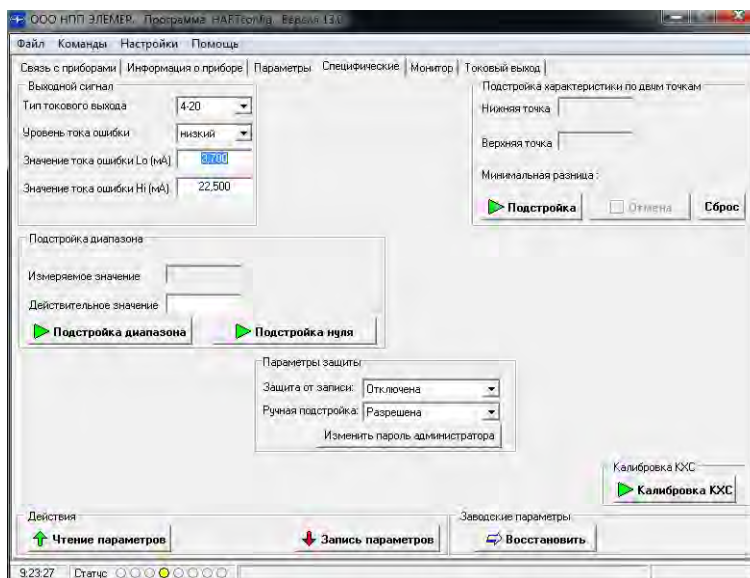 ООО НПП ЭЛЕМЕР. Программа HARTconfig Версия 13.0
Файл Команды Настройки Помощь
Связь с приборами Информация о приборе Параметры Специфические Монитор Токовый выход
Выходной сигнал
Тип токового выхода 4-20
Уровень тока ошибки низкий
Значение тока ошибки Lo (мА) 3,700
Значение тока ошибки Hi (мА) 22,500
Подстройка характеристики по двум точкам
Нижняя точка
Верхняя точка
Минимальная разница :
Подстройка Отмена Сброс
Подстройка диапазона
Измеряемое значение
Действительное значение
Подстройка диапазона Подстройка нуля
Параметры защиты
Защита от записи: Отключена
Ручная подстройка: Разрешена
Изменить пароль администратора
Калибровка КХС
Калибровка КХС
Действия
Чтение параметров Запись параметров
Заводские параметры
Восстановить
9:23:27 Статус